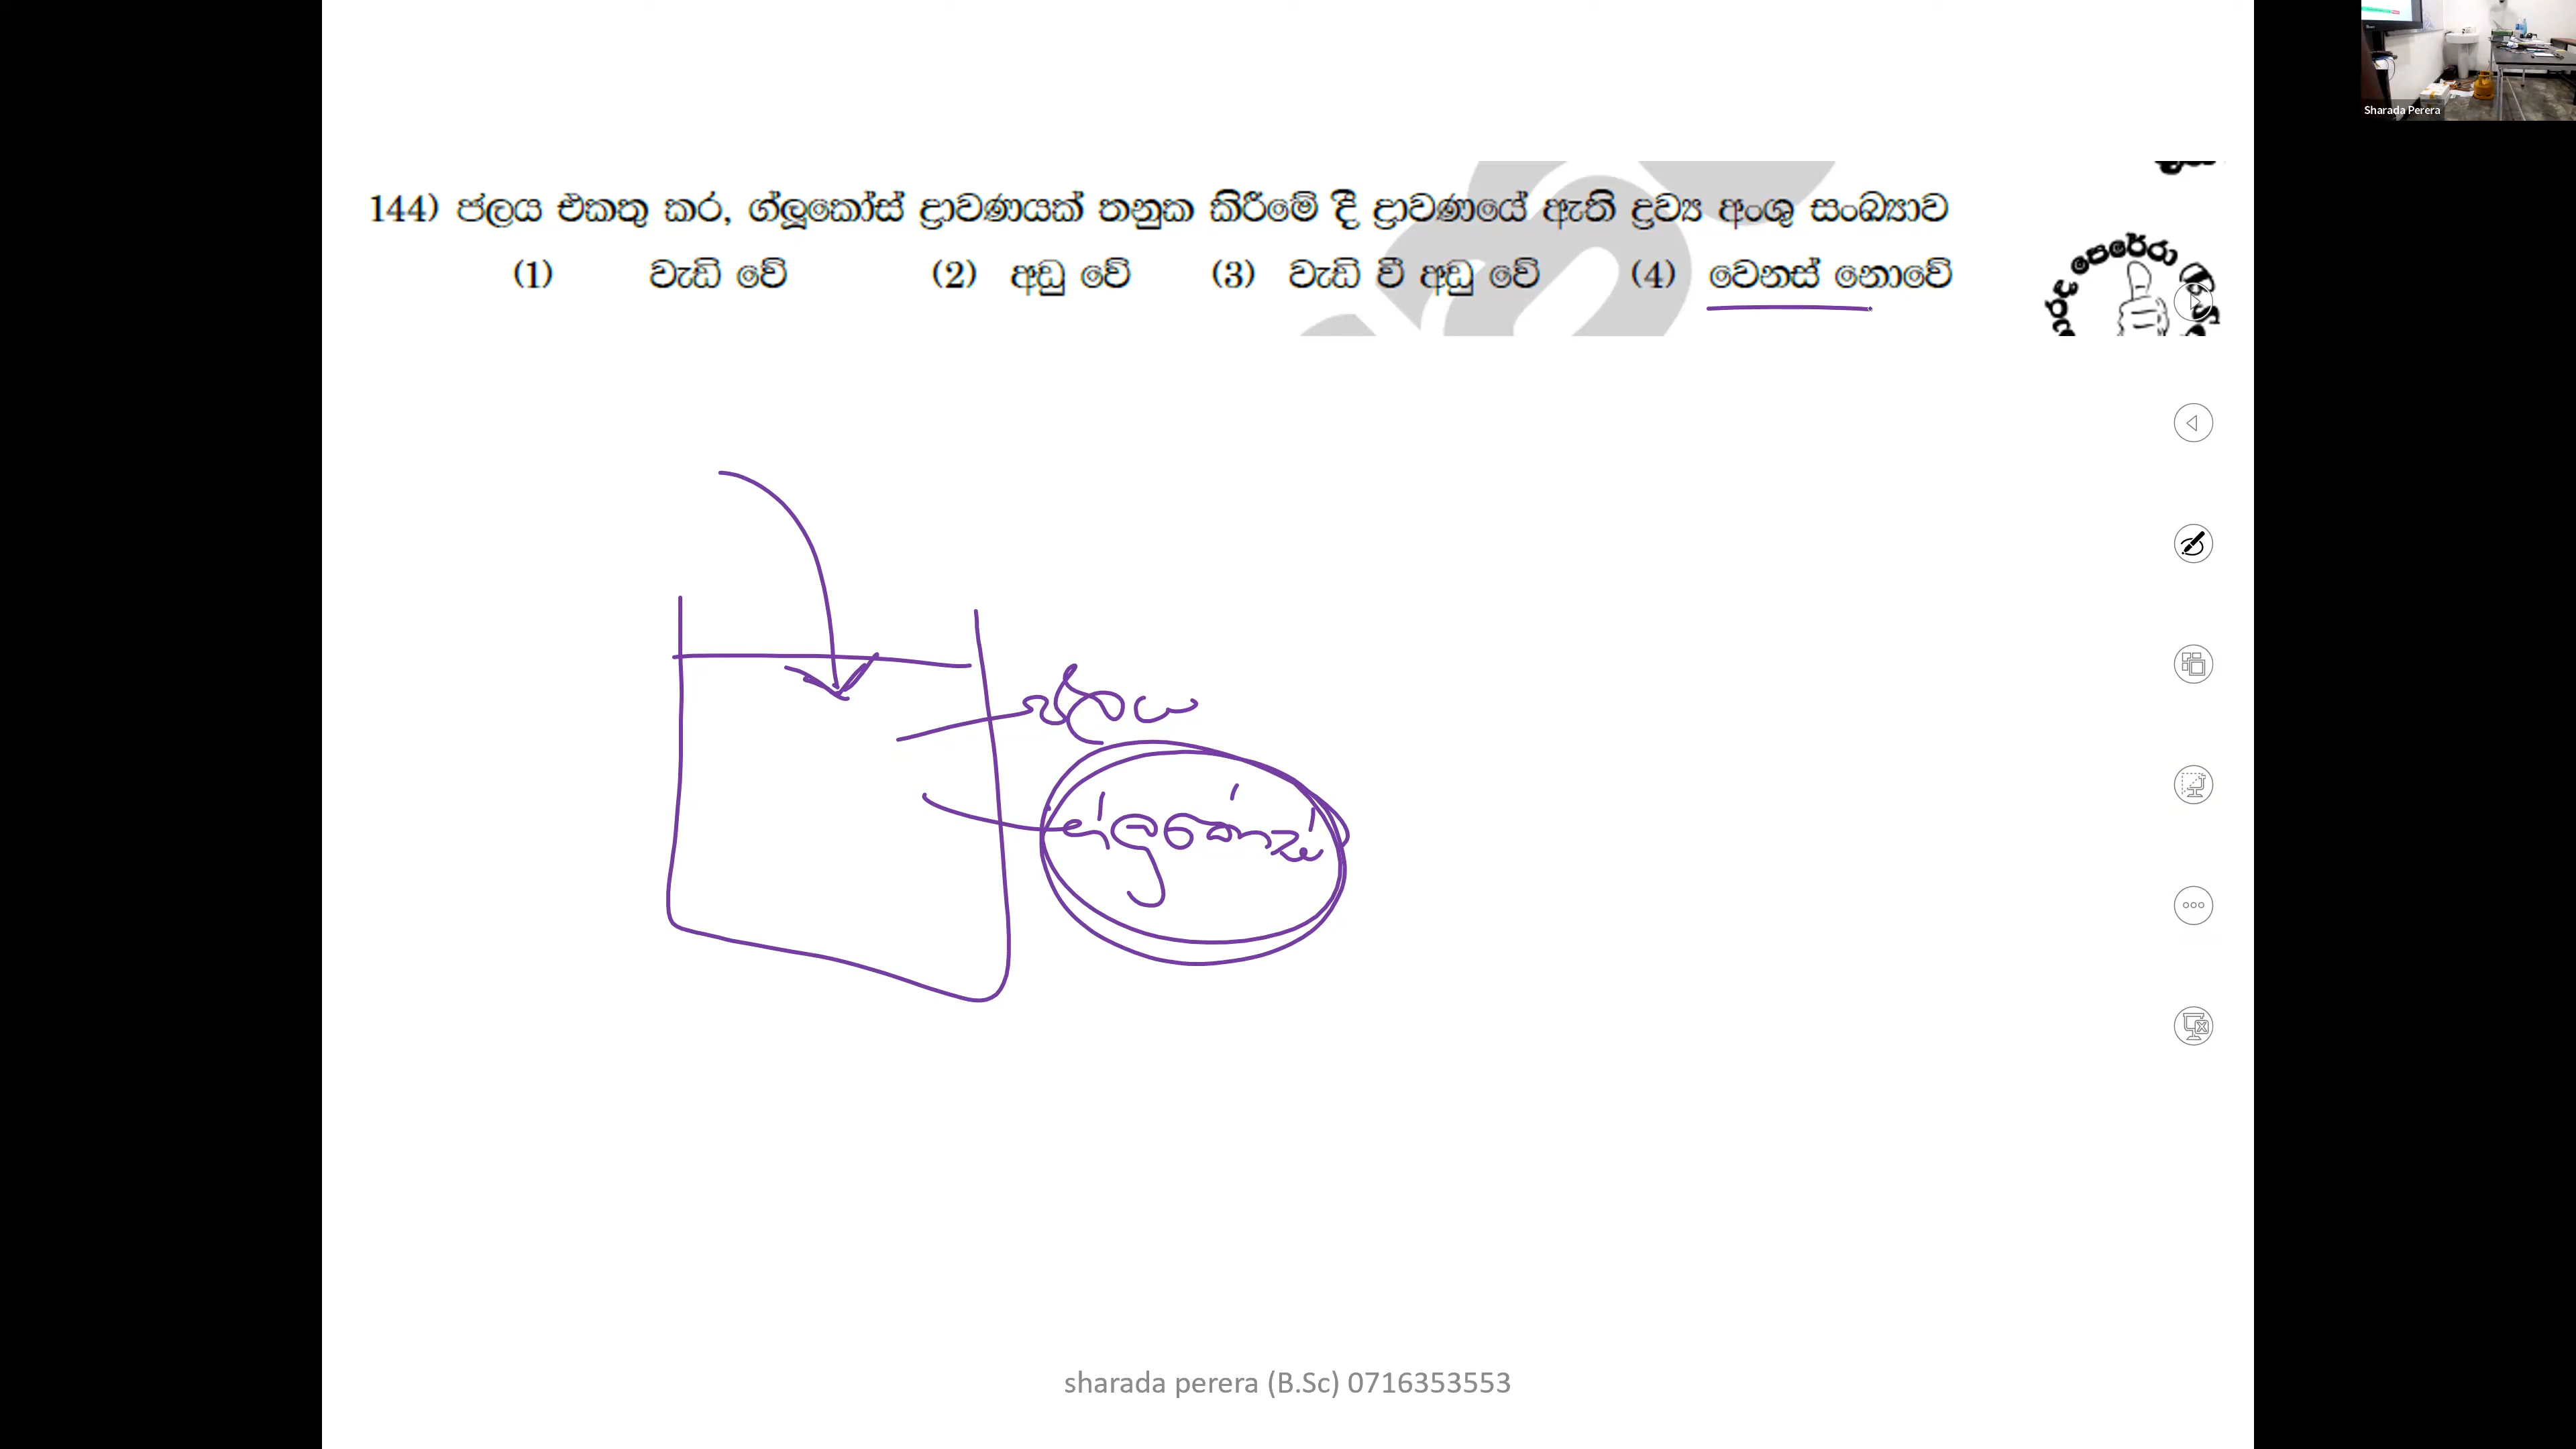 Sharada Perera
144) ජලය එකතු කර, ග්ලූකෝස් ද්‍රාවණයක් තනුක කිරීමේ දී ද්‍රාවණයේ ඇති ද්‍රව්‍ය අංශු සංඛ්‍යාව
(1) වැඩි වේ (2) අඩු වේ (3) වැඩි වී අඩු වේ (4) වෙනස් නොවේ
පෙරේරා
ජලය
ග්ලුකෝස්
sharada perera (B.Sc) 0716353553